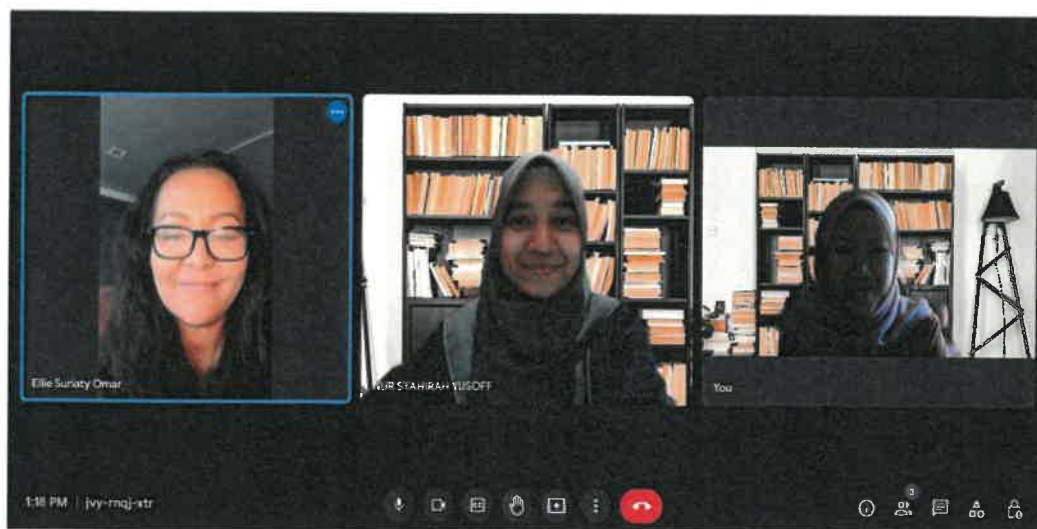 Ellie Suriaty Omar
NUR SYAHIRAH YUSOFF
You
1:18 PM | jvy-rnqj-xtr
3